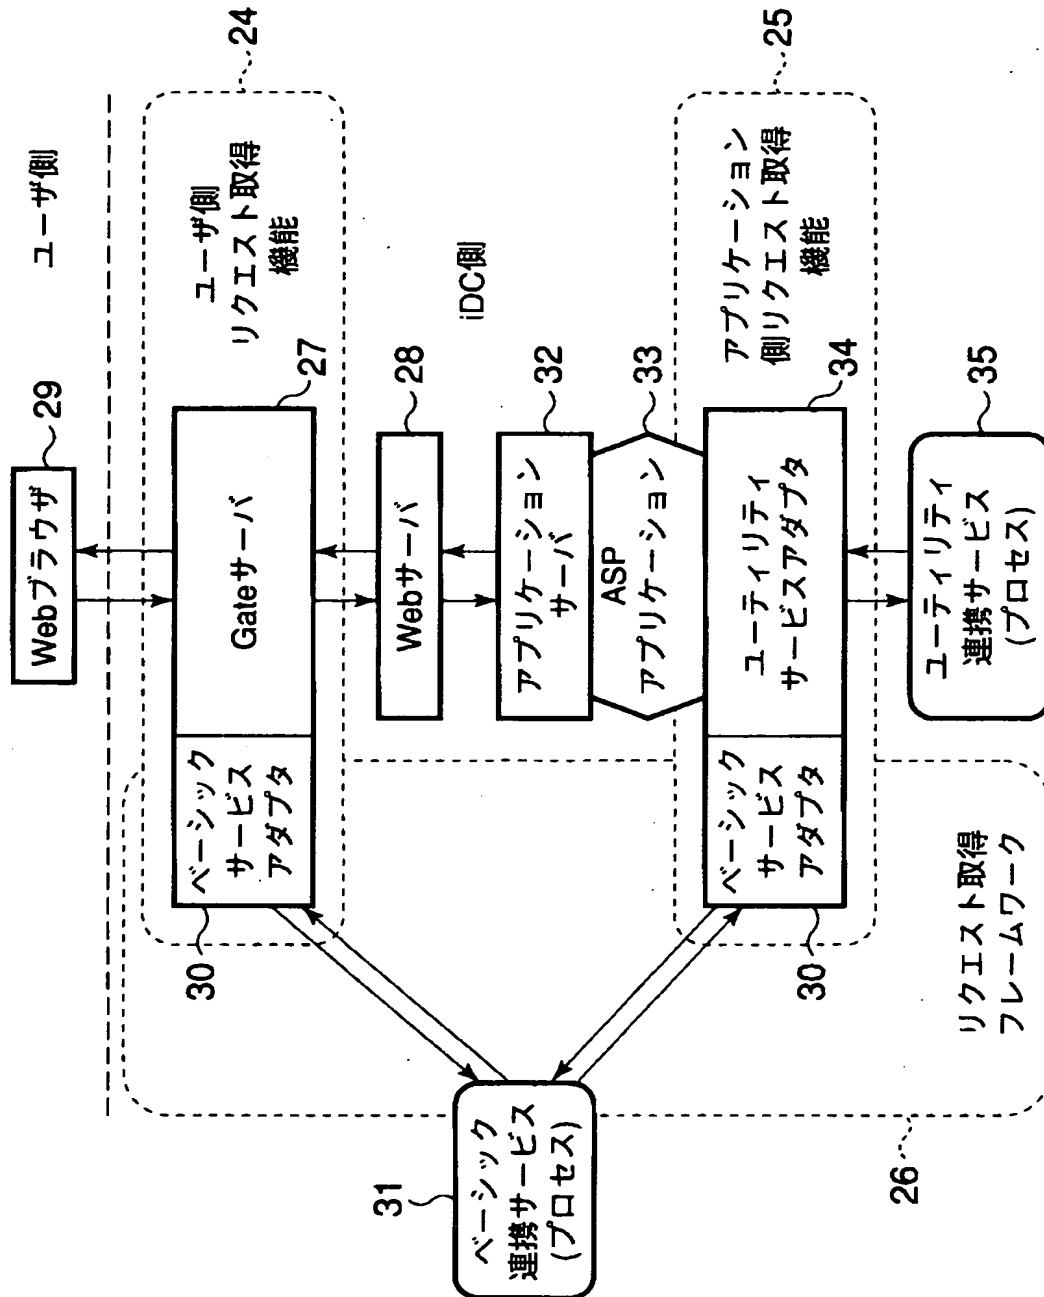 ユーザ側
24
ユーザ側
リクエスト取得
機能
29
Webブラウザ
27
Gateサーバ
ベーシック
サービス
アダプタ
30
iDC側
28
Webサーバ
32
アプリケーション
サーバ
33
ASP
アプリケーション
25
アプリケーション
側リクエスト取得
機能
34
ユーティリティ
サービスアダプタ
ベーシック
サービス
アダプタ
30
35
ユーティリティ
連携サービス
(プロセス)
31
ベーシック
連携サービス
(プロセス)
リクエスト取得
フレームワーク
26